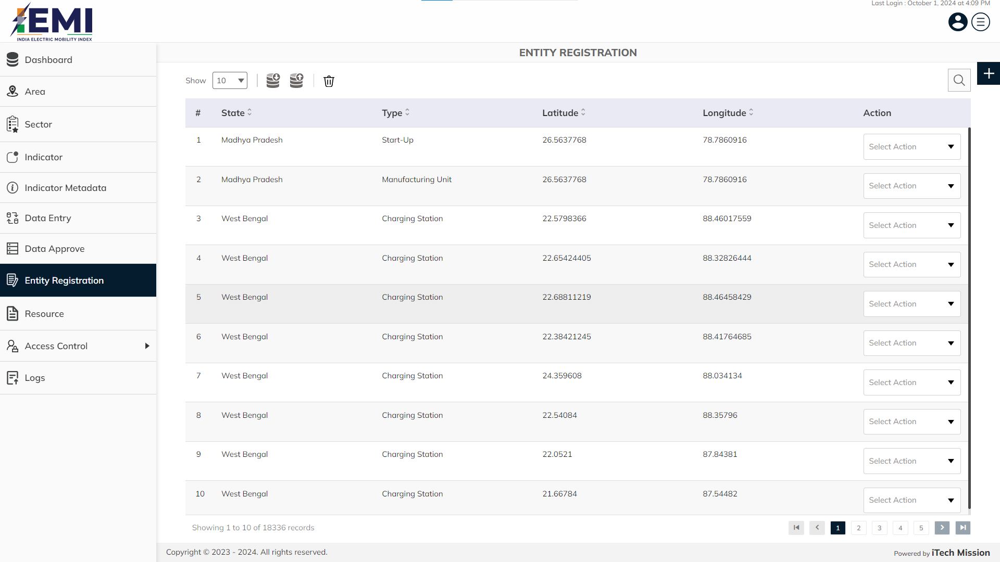 Last Login : October 1, 2024 at 4:09 PM
EMI
INDIA ELECTRIC MOBILITY INDEX
Dashboard
Area
Sector
Indicator
Indicator Metadata
Data Entry
Data Approve
Entity Registration
Resource
Access Control
Logs
ENTITY REGISTRATION
Show 10
# State Type Latitude Longitude Action
1 Madhya Pradesh Start-Up 26.5637768 78.7860916 Select Action
2 Madhya Pradesh Manufacturing Unit 26.5637768 78.7860916 Select Action
3 West Bengal Charging Station 22.5798366 88.46017559 Select Action
4 West Bengal Charging Station 22.65424405 88.32826444 Select Action
5 West Bengal Charging Station 22.68811219 88.46458429 Select Action
6 West Bengal Charging Station 22.38421245 88.41764685 Select Action
7 West Bengal Charging Station 24.359608 88.034134 Select Action
8 West Bengal Charging Station 22.54084 88.35796 Select Action
9 West Bengal Charging Station 22.0521 87.84381 Select Action
10 West Bengal Charging Station 21.66784 87.54482 Select Action
Showing 1 to 10 of 18336 records
1 2 3 4 5
Copyright © 2023 - 2024. All rights reserved.
Powered by iTech Mission